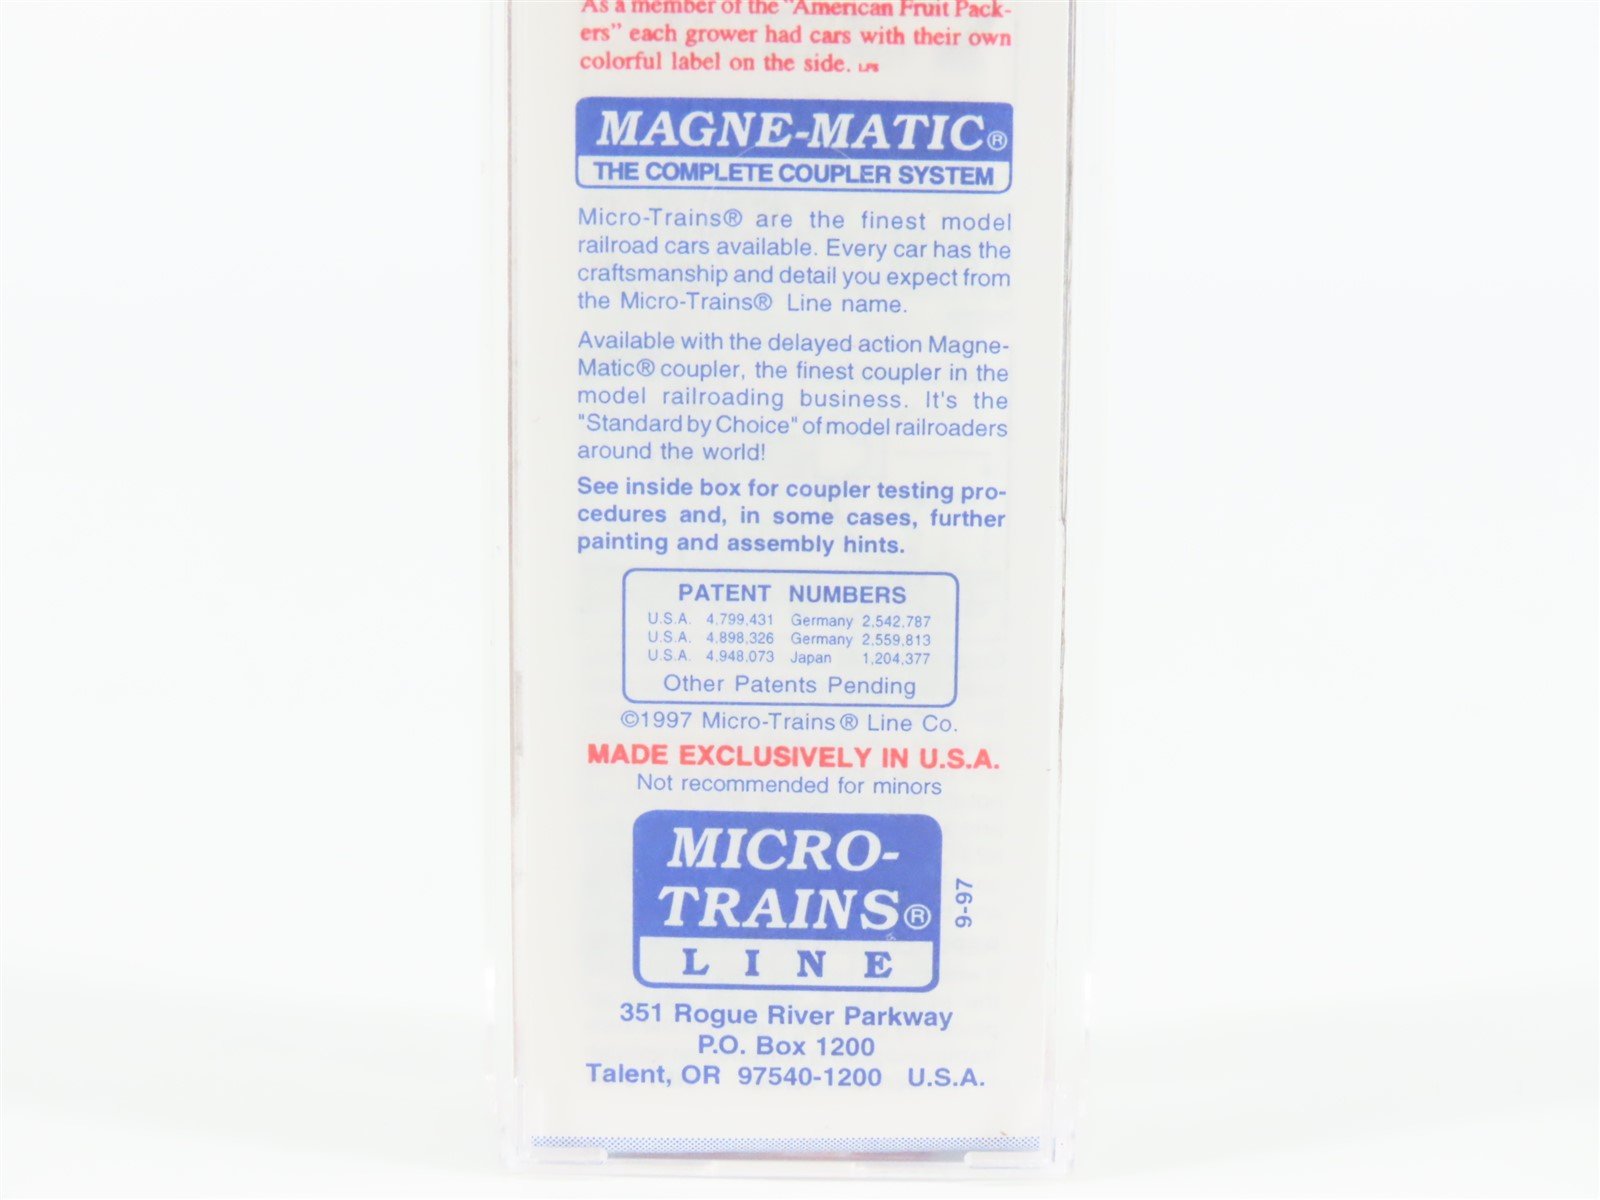 As a member of the "American Fruit Pack-
ers" each grower had cars with their own
colorful label on the side. LPS
MAGNE-MATIC®
THE COMPLETE COUPLER SYSTEM
Micro-Trains® are the finest model
railroad cars available. Every car has the
craftsmanship and detail you expect from
the Micro-Trains® Line name.
Available with the delayed action Magne-
Matic® coupler, the finest coupler in the
model railroading business. It's the
"Standard by Choice" of model railroaders
around the world!
See inside box for coupler testing pro-
cedures and, in some cases, further
painting and assembly hints.
PATENT NUMBERS
U.S.A. 4,799,431 Germany 2,542,787
U.S.A. 4,898,326 Germany 2,559,813
U.S.A. 4,948,073 Japan 1,204,377
Other Patents Pending
©1997 Micro-Trains® Line Co.
MADE EXCLUSIVELY IN U.S.A.
Not recommended for minors
MICRO-
TRAINS®
LINE
9-97
351 Rogue River Parkway
P.O. Box 1200
Talent, OR 97540-1200 U.S.A.